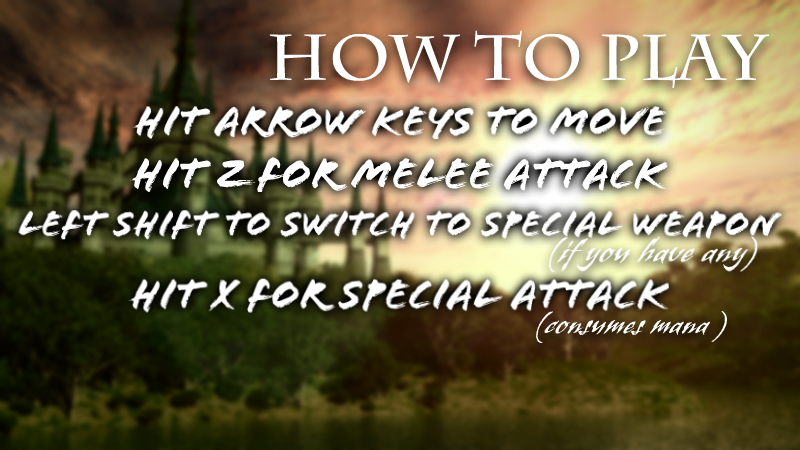 HOW TO PLAY
HIT ARROW KEYS TO MOVE
HIT Z FOR MELEE ATTACK
LEFT SHIFT TO SWITCH TO SPECIAL WEAPON
(if you have any)
HIT X FOR SPECIAL ATTACK
(consumes mana )